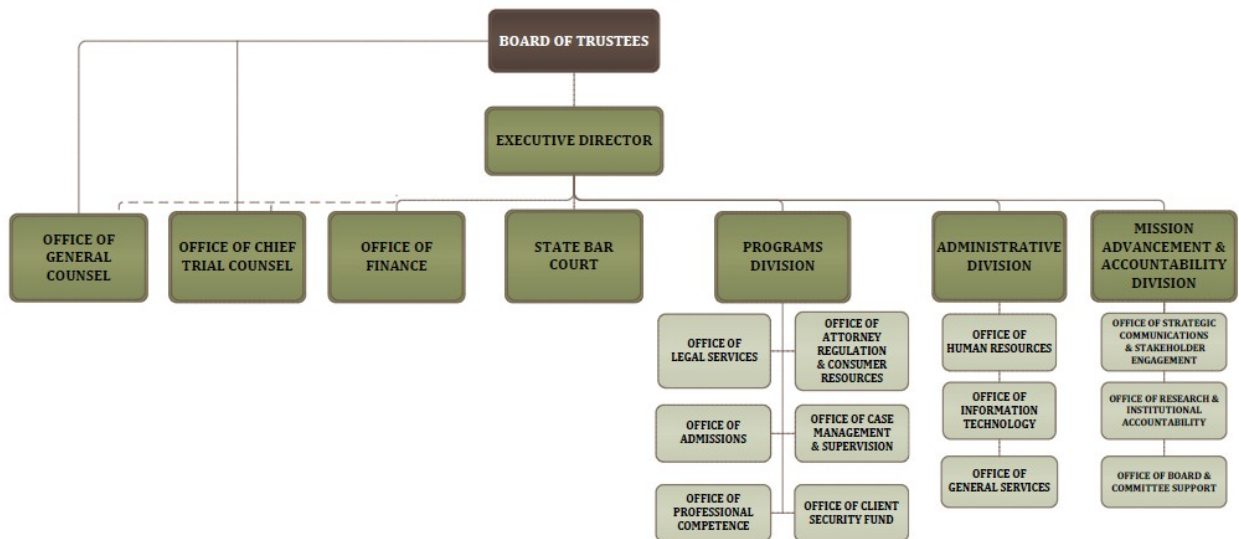 BOARD OF TRUSTEES
EXECUTIVE DIRECTOR
OFFICE OF
GENERAL
COUNSEL
OFFICE OF CHIEF
TRIAL COUNSEL
OFFICE OF
FINANCE
STATE BAR
COURT
PROGRAMS
DIVISION
ADMINISTRATIVE
DIVISION
MISSION
ADVANCEMENT &
ACCOUNTABILITY
DIVISION
OFFICE OF
LEGAL SERVICES
OFFICE OF
ATTORNEY
REGULATION
& CONSUMER
RESOURCES
OFFICE OF
ADMISSIONS
OFFICE OF CASE
MANAGEMENT
& SUPERVISION
OFFICE OF
PROFESSIONAL
COMPETENCE
OFFICE OF CLIENT
SECURITY FUND
OFFICE OF
HUMAN RESOURCES
OFFICE OF
INFORMATION
TECHNOLOGY
OFFICE OF
GENERAL SERVICES
OFFICE OF STRATEGIC
COMMUNICATIONS
& STAKEHOLDER
ENGAGEMENT
OFFICE OF RESEARCH &
INSTITUTIONAL
ACCOUNTABILITY
OFFICE OF BOARD &
COMMITTEE SUPPORT